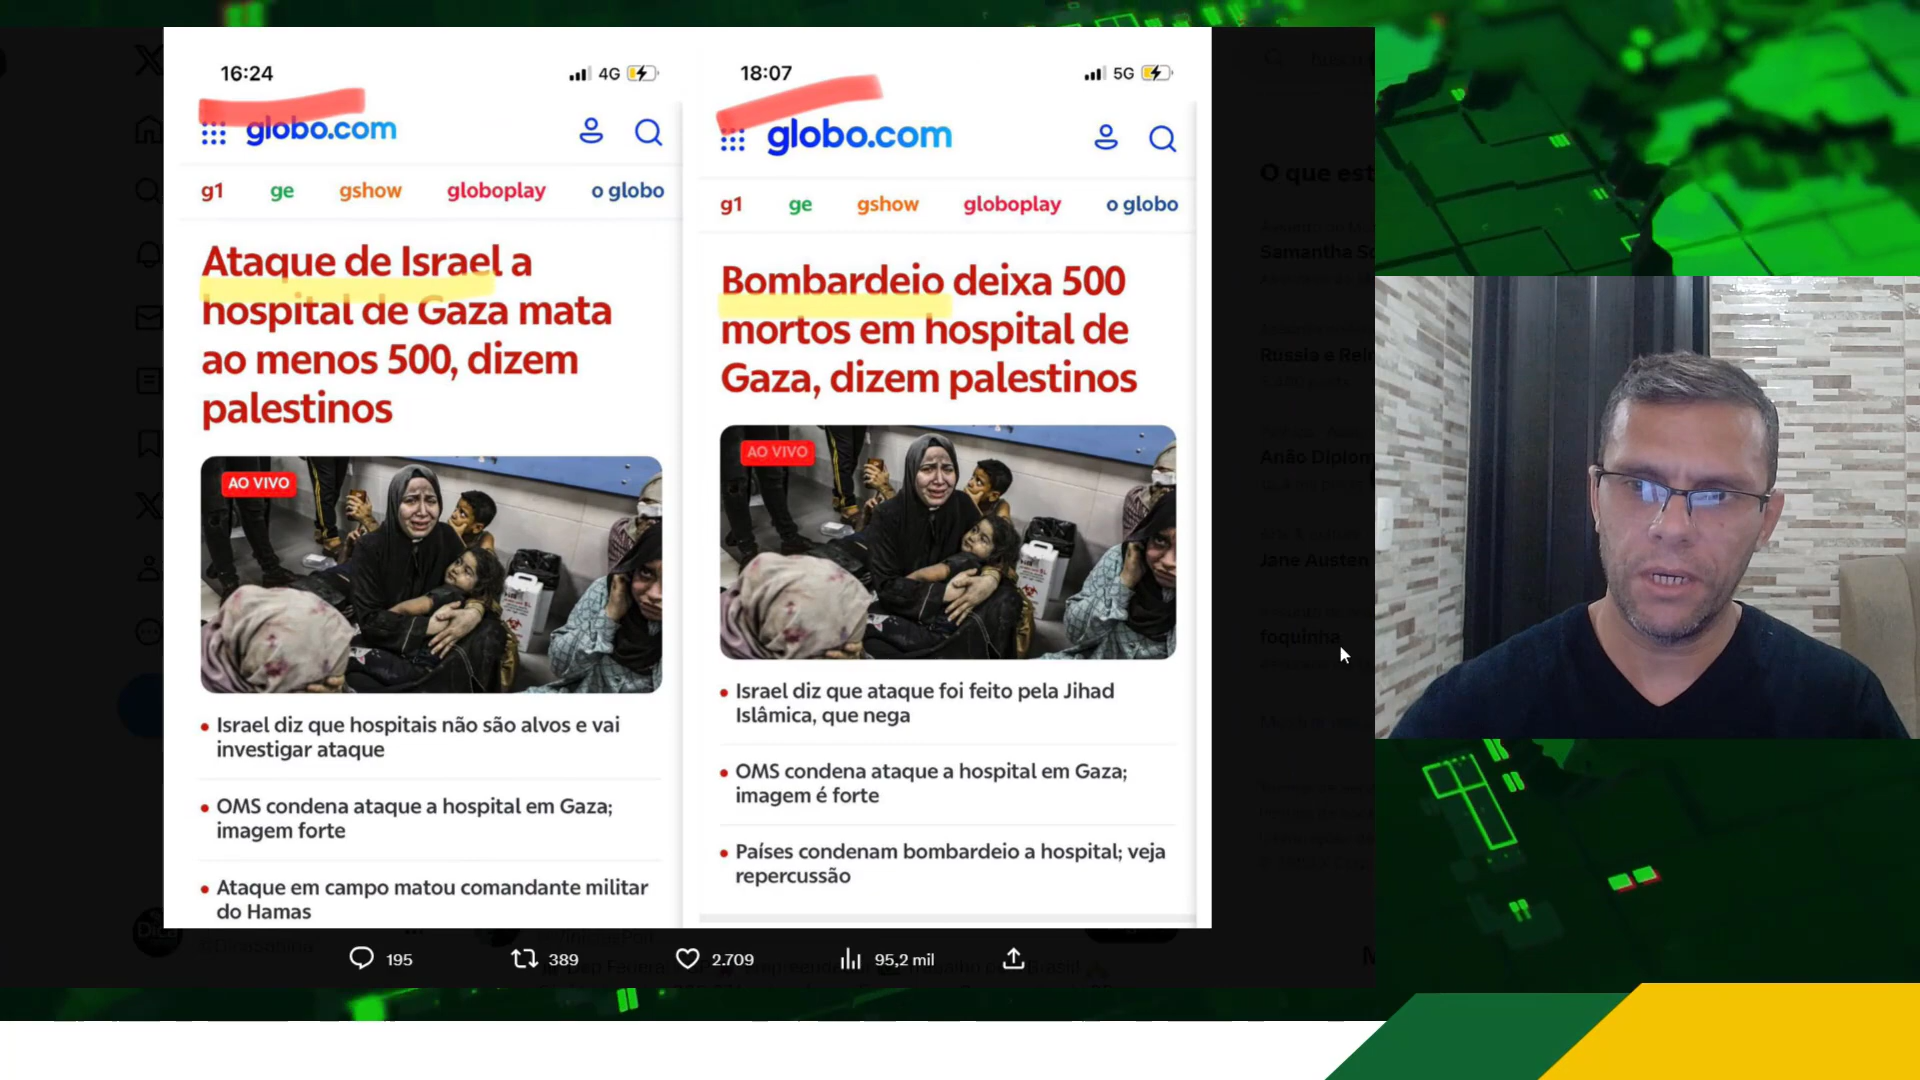 16:24
4G
globo.com
g1 ge gshow globoplay o globo
Ataque de Israel a
hospital de Gaza mata
ao menos 500, dizem
palestinos
AO VIVO
Israel diz que hospitais não são alvos e vai
investigar ataque
OMS condena ataque a hospital em Gaza;
imagem forte
Ataque em campo matou comandante militar
do Hamas
18:07
5G
globo.com
g1 ge gshow globoplay o globo
Bombardeio deixa 500
mortos em hospital de
Gaza, dizem palestinos
AO VIVO
Israel diz que ataque foi feito pela Jihad
Islâmica, que nega
OMS condena ataque a hospital em Gaza;
imagem é forte
Países condenam bombardeio a hospital; veja
repercussão
195 389 2.709 95,2 mil
O que est
Samantha Sc
Rússia e Rei
Anão Diplom
Jane Austen
foquinha